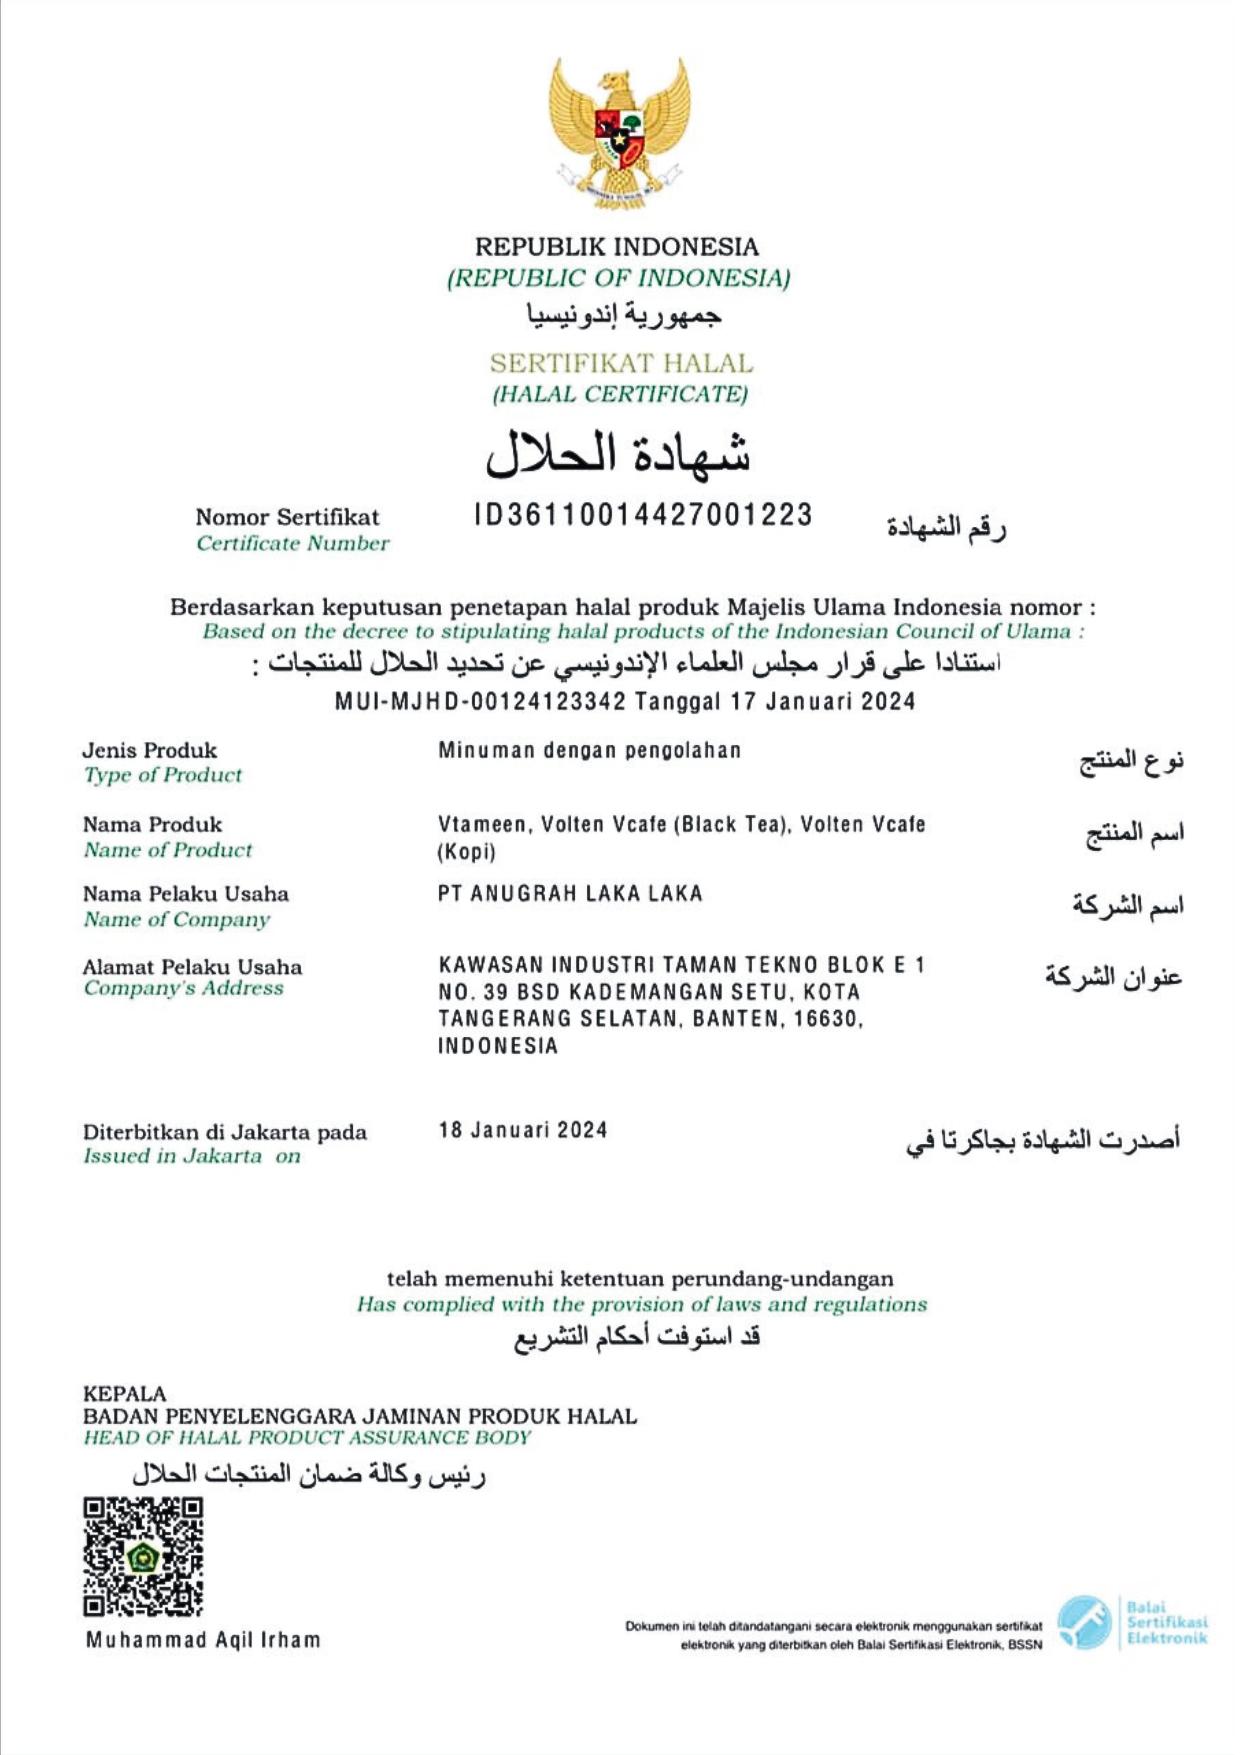 REPUBLIK INDONESIA
(REPUBLIC OF INDONESIA)
جمهورية إندونيسيا
SERTIFIKAT HALAL
(HALAL CERTIFICATE)
شهادة الحلال
Nomor Sertifikat ID36110014427001223 رقم الشهادة
Certificate Number
Berdasarkan keputusan penetapan halal produk Majelis Ulama Indonesia nomor :
Based on the decree to stipulating halal products of the Indonesian Council of Ulama :
استنادا على قرار مجلس العلماء الإندونيسي عن تحديد الحلال للمنتجات :
MUI-MJHD-00124123342 Tanggal 17 Januari 2024
Jenis Produk Minuman dengan pengolahan نوع المنتج
Type of Product
Nama Produk Vtameen, Volten Vcafe (Black Tea), Volten Vcafe اسم المنتج
Name of Product (Kopi)
Nama Pelaku Usaha PT ANUGRAH LAKA LAKA اسم الشركة
Name of Company
Alamat Pelaku Usaha KAWASAN INDUSTRI TAMAN TEKNO BLOK E 1 عنوان الشركة
Company's Address NO. 39 BSD KADEMANGAN SETU, KOTA
TANGERANG SELATAN, BANTEN, 16630,
INDONESIA
Diterbitkan di Jakarta pada 18 Januari 2024 أصدرت الشهادة بجاكرتا في
Issued in Jakarta on
telah memenuhi ketentuan perundang-undangan
Has complied with the provision of laws and regulations
قد استوفت أحكام التشريع
KEPALA
BADAN PENYELENGGARA JAMINAN PRODUK HALAL
HEAD OF HALAL PRODUCT ASSURANCE BODY
رئيس وكالة ضمان المنتجات الحلال
Muhammad Aqil Irham
Dokumen ini telah ditandatangani secara elektronik menggunakan sertifikat
elektronik yang diterbitkan oleh Balai Sertifikasi Elektronik, BSSN
Balai
Sertifikasi
Elektronik